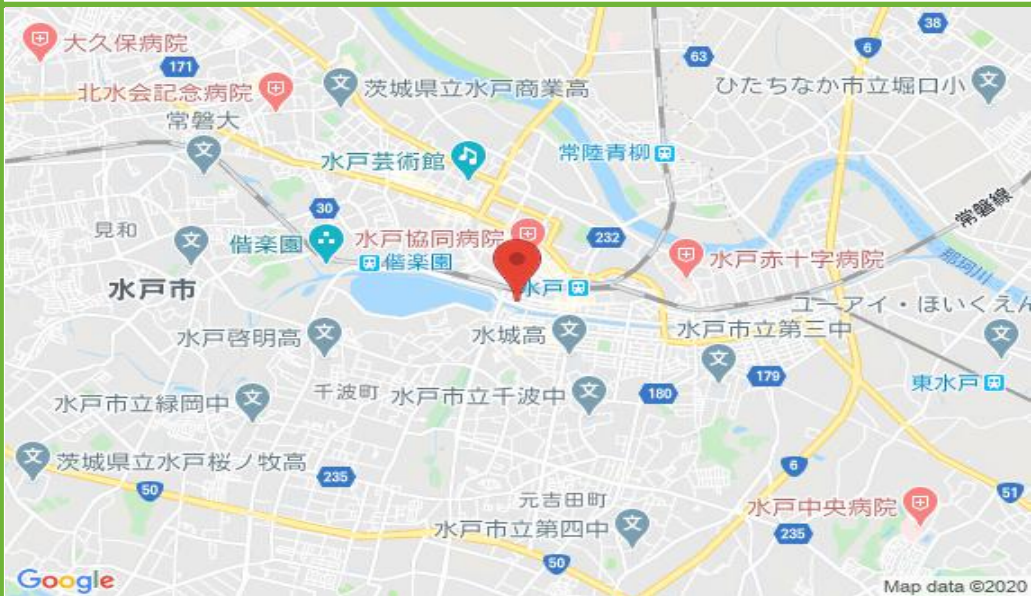 38
6
63
大久保病院
171
ひたちなか市立堀口小
北水会記念病院
茨城県立水戸商業高
常磐大
水戸芸術館
常陸青柳
常磐線
30
見和
偕楽園
水戸協同病院
232
偕楽園
水戸赤十字病院
那珂川
水戸市
水戸
ユーアイ・ほいくえん
水戸啓明高
水城高
水戸市立第三中
千波町
水戸市立千波中
180
179
東水戸
水戸市立緑岡中
茨城県立水戸桜ノ牧高
50
235
6
51
元吉田町
水戸中央病院
水戸市立第四中
235
50
Google
Map data ©2020